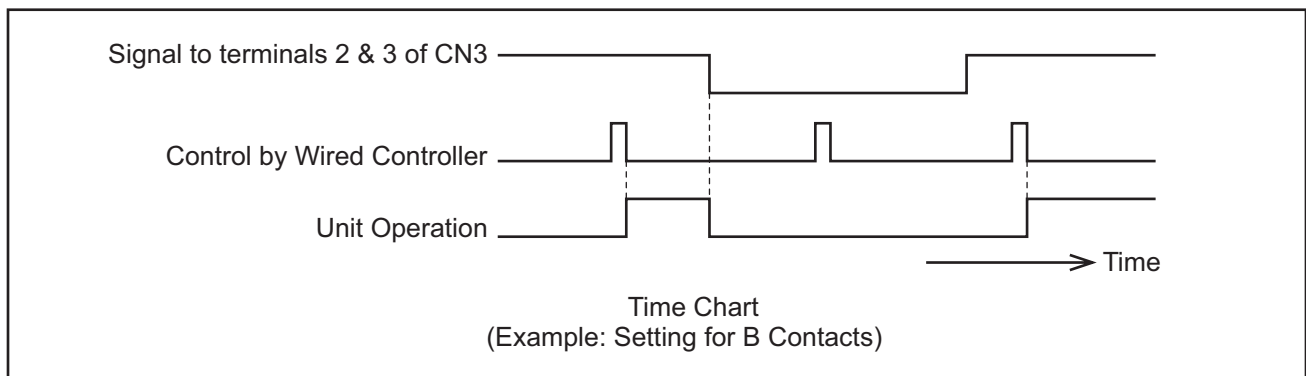 Signal to terminals 2 & 3 of CN3
Control by Wired Controller
Unit Operation
Time
Time Chart
(Example: Setting for B Contacts)